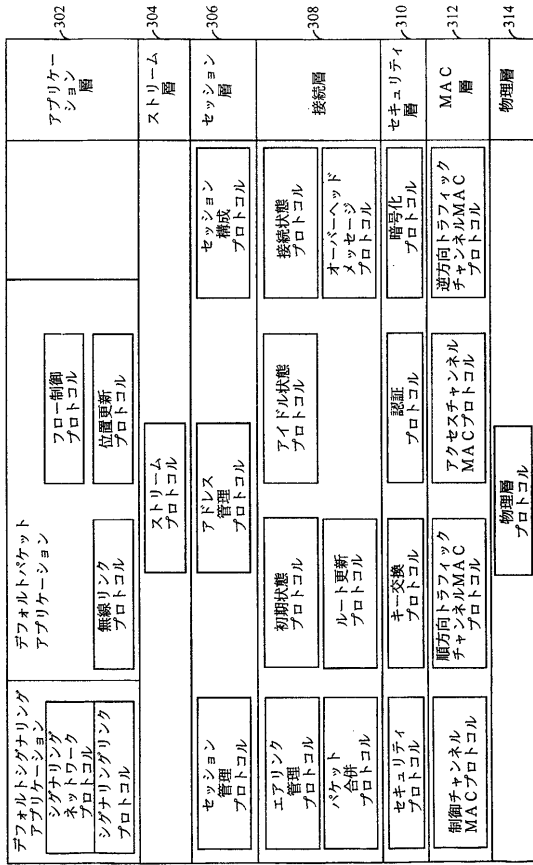 デフォルトシグナリング
アプリケーション
シグナリング
ネットワーク
プロトコル
シグナリングリンク
プロトコル
デフォルトパケット
アプリケーション
無線リンク
プロトコル
フロー制御
プロトコル
位置更新
プロトコル
アプリケー
ション
層
302
ストリーム
プロトコル
ストリーム
層
304
セッション
管理
プロトコル
アドレス
管理
プロトコル
セッション
構成
プロトコル
セッション
層
306
エアリンク
管理
プロトコル
初期状態
プロトコル
アイドル状態
プロトコル
接続状態
プロトコル
パケット
合併
プロトコル
ルート更新
プロトコル
オーバーヘッド
メッセージ
プロトコル
接続層
308
セキュリティ
プロトコル
キー交換
プロトコル
認証
プロトコル
暗号化
プロトコル
セキュリティ
層
310
制御チャンネル
MACプロトコル
順方向トラフィック
チャンネルMAC
プロトコル
アクセスチャンネル
MACプロトコル
逆方向トラフィック
チャンネルMAC
プロトコル
MAC
層
312
物理層
プロトコル
物理層
314